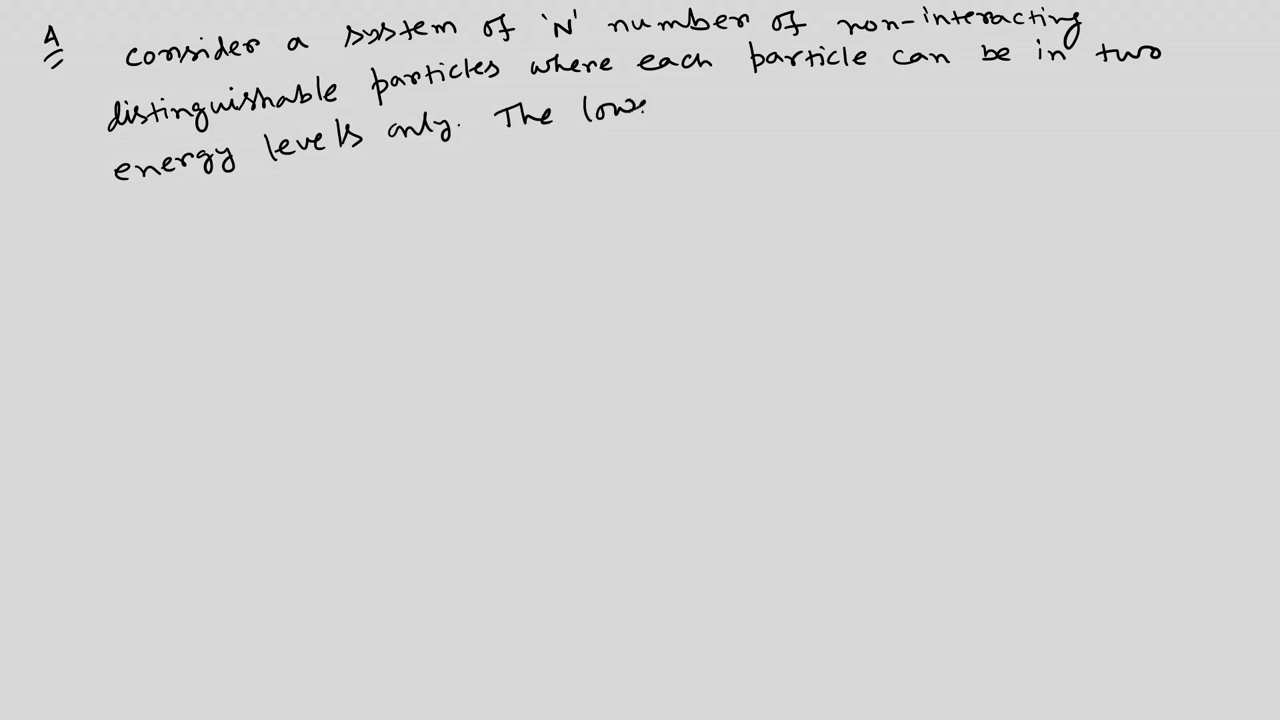 4 consider a system of 'N' number of non-interacting
distinguishable particles where each particle can be in two
energy levels only. The